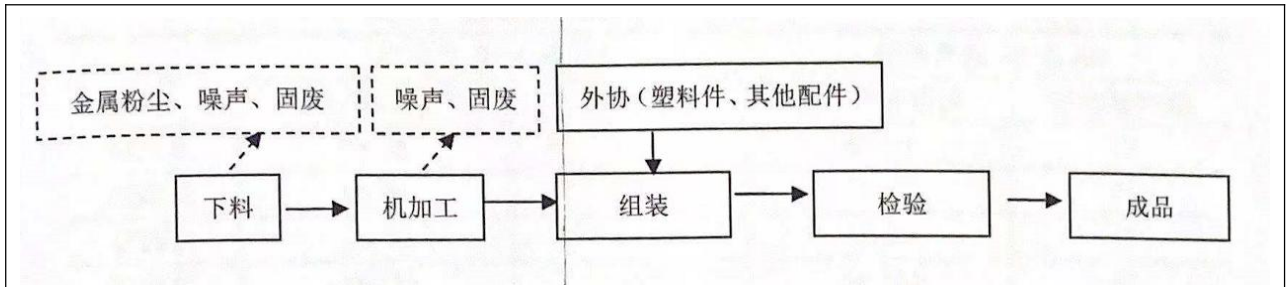 金属粉尘、噪声、固废
噪声、固废
外协（塑料件、其他配件）
下料
机加工
组装
检验
成品